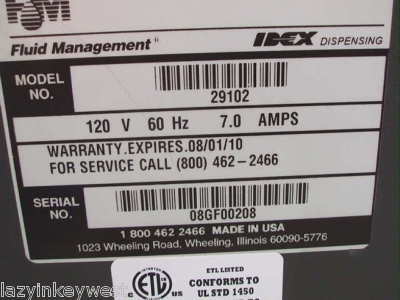 Fluid Management
IDEX DISPENSING
MODEL NO. 29102
120 V 60 Hz 7.0 AMPS
WARRANTY.EXPIRES.08/01/10
FOR SERVICE CALL (800) 462-2466
SERIAL NO. 08GF00208
1 800 462 2466 MADE IN USA
1023 Wheeling Road, Wheeling, Illinois 60090-5776
ETL LISTED
CONFORMS TO
UL STD 1450
C ETL US
lazyinkeywest